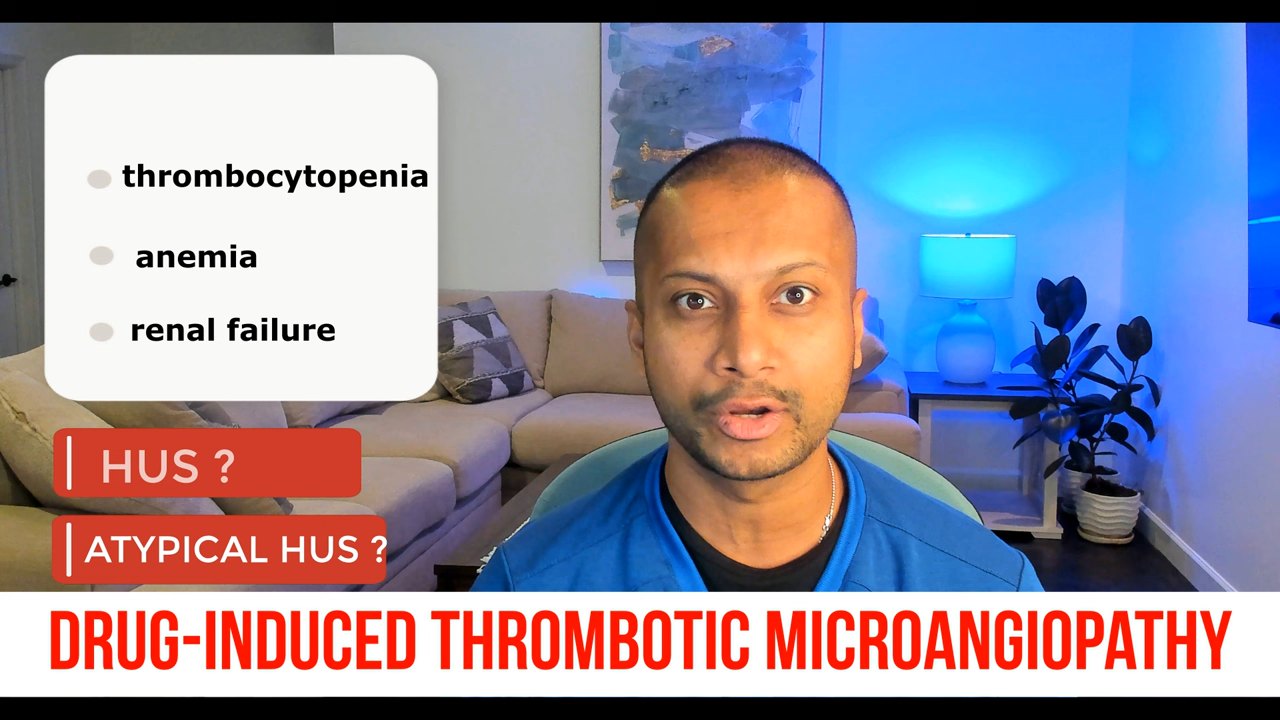 thrombocytopenia
anemia
renal failure
HUS ?
ATYPICAL HUS ?
DRUG-INDUCED THROMBOTIC MICROANGIOPATHY